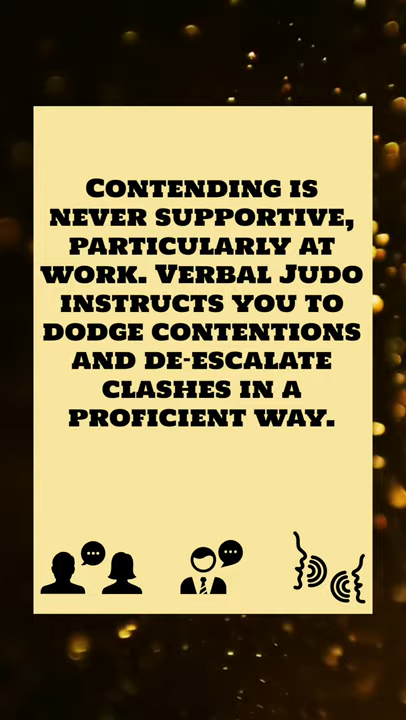 Contending is
never supportive,
particularly at
work. Verbal Judo
instructs you to
dodge contentions
and de-escalate
clashes in a
proficient way.